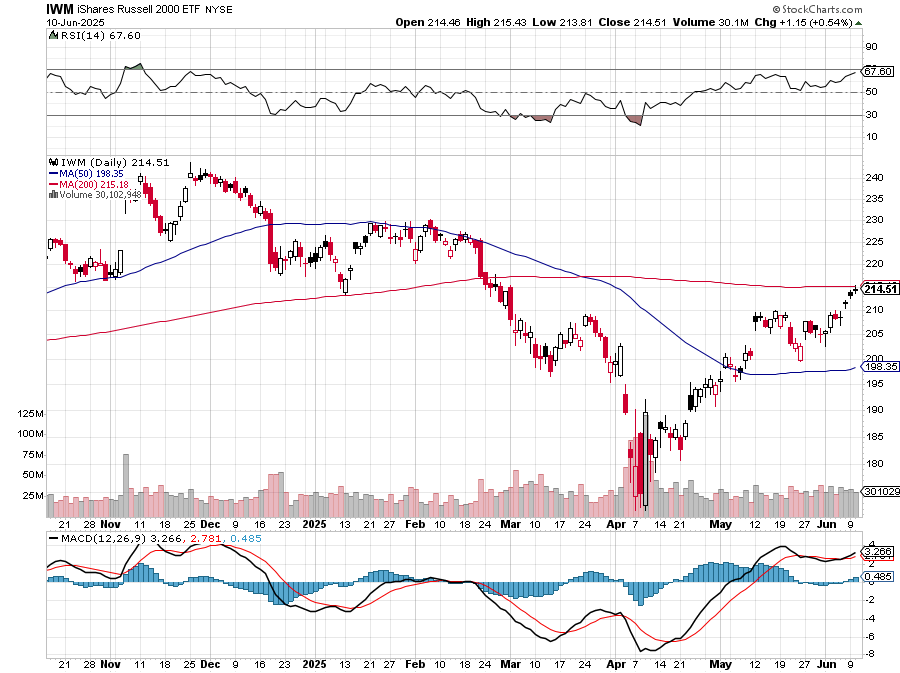 IWM iShares Russell 2000 ETF NYSE
© StockCharts.com
10-Jun-2025
Open 214.46 High 215.43 Low 213.81 Close 214.51 Volume 30.1M Chg +1.15 (+0.54%)
RSI(14) 67.60
90
67.60
50
30
10
IWM (Daily) 214.51
MA(50) 198.35
MA(200) 215.18
Volume 30,102,948
240
235
230
225
220
214.51
210
205
200
198.35
195
190
185
180
301029
125M
100M
75M
50M
25M
21 28 Nov 11 18 25 Dec 9 16 23 2025 13 21 27 Feb 10 18 24 Mar 10 17 24 Apr 7 14 21 May 12 19 27 Jun 9
MACD(12,26,9) 3.266, 2.781, 0.485
4
3.266
2
0.485
-2
-4
-6
-8
21 28 Nov 11 18 25 Dec 9 16 23 2025 13 21 27 Feb 10 18 24 Mar 10 17 24 Apr 7 14 21 May 12 19 27 Jun 9